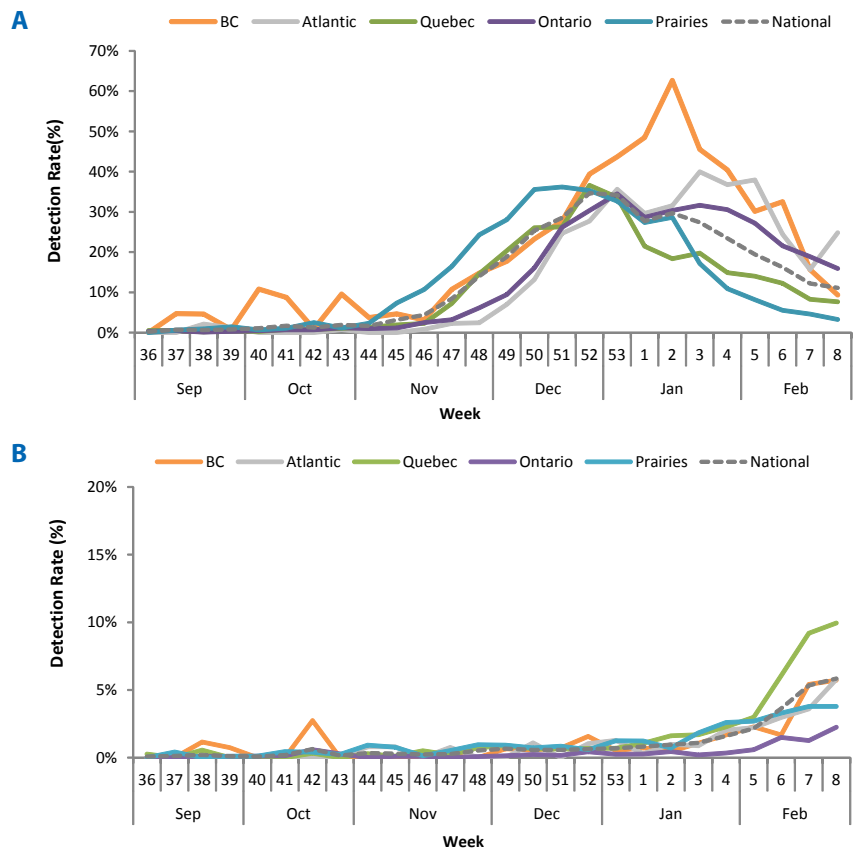 A
BC Atlantic Quebec Ontario Prairies National
70%
60%
50%
40%
30%
20%
10%
0%
Detection Rate(%)
36 37 38 39 40 41 42 43 44 45 46 47 48 49 50 51 52 53 1 2 3 4 5 6 7 8
Sep Oct Nov Dec Jan Feb
Week
B
BC Atlantic Quebec Ontario Prairies National
20%
15%
10%
5%
0%
Detection Rate (%)
36 37 38 39 40 41 42 43 44 45 46 47 48 49 50 51 52 53 1 2 3 4 5 6 7 8
Sep Oct Nov Dec Jan Feb
Week